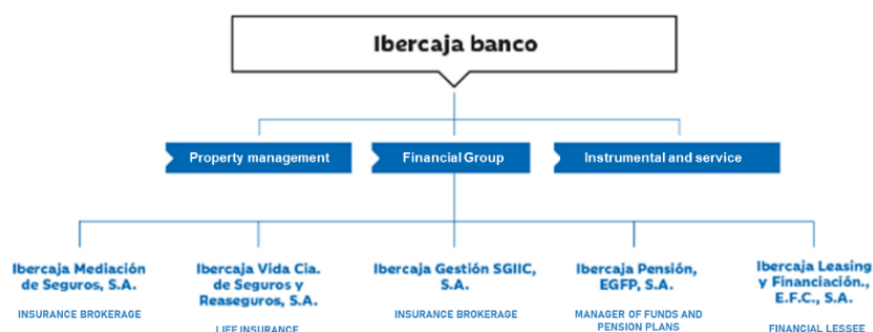 Ibercaja banco
Property management
Financial Group
Instrumental and service
Ibercaja Mediación
de Seguros, S.A.
INSURANCE BROKERAGE
Ibercaja Vida Cia.
de Seguros y
Reaseguros, S.A.
LIFE INSURANCE
Ibercaja Gestión SGIIC,
S.A.
INSURANCE BROKERAGE
Ibercaja Pensión,
EGFP, S.A.
MANAGER OF FUNDS AND
PENSION PLANS
Ibercaja Leasing
y Financiación.,
E.F.C., S.A.
FINANCIAL LESSEE